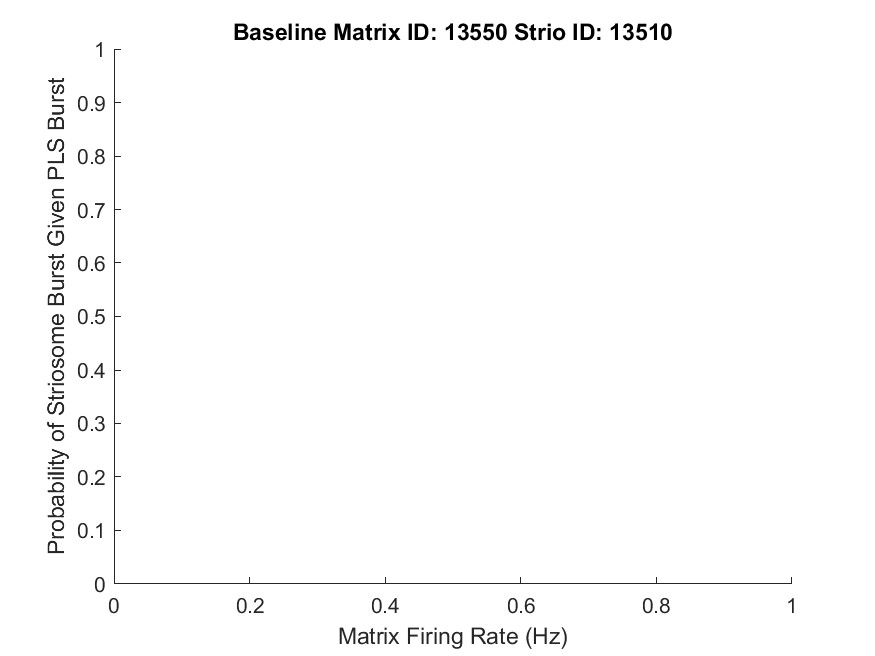 Baseline Matrix ID: 13550 Strio ID: 13510
Probability of Striosome Burst Given PLS Burst
1
0.9
0.8
0.7
0.6
0.5
0.4
0.3
0.2
0.1
0
0 0.2 0.4 0.6 0.8 1
Matrix Firing Rate (Hz)